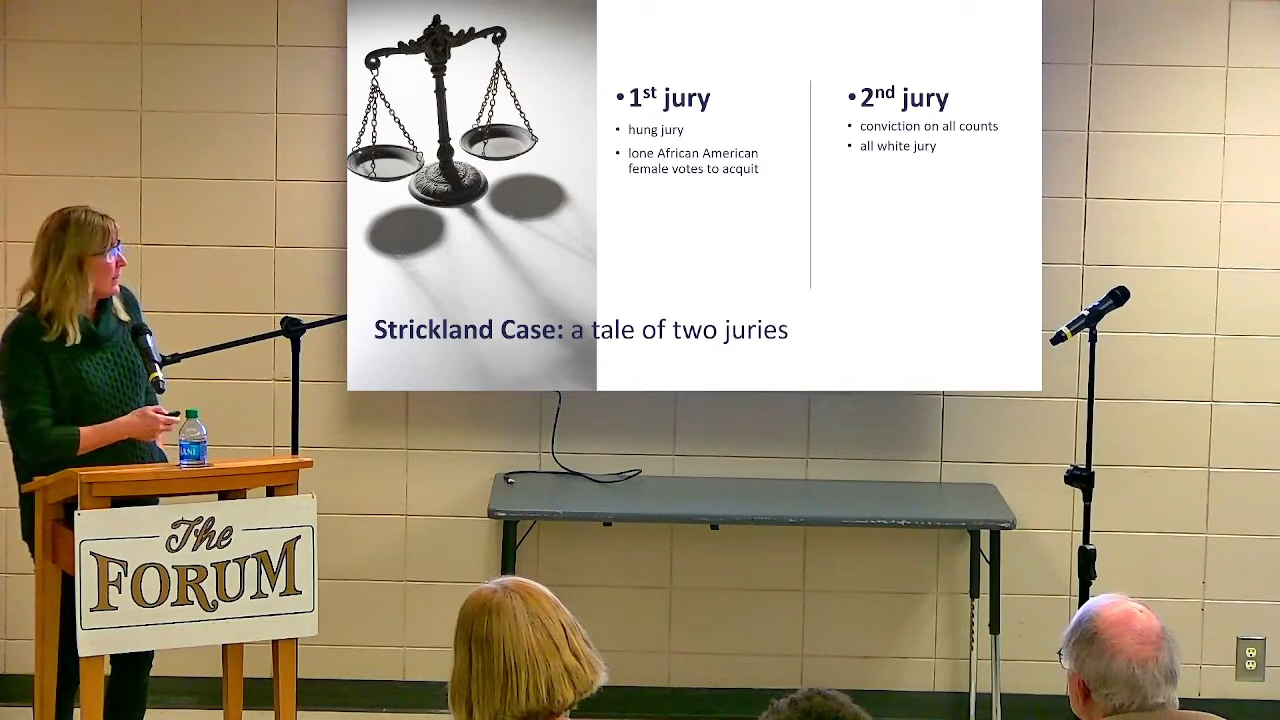 • 1st jury
• hung jury
• lone African American
female votes to acquit
• 2nd jury
• conviction on all counts
• all white jury
Strickland Case: a tale of two juries
The
FORUM